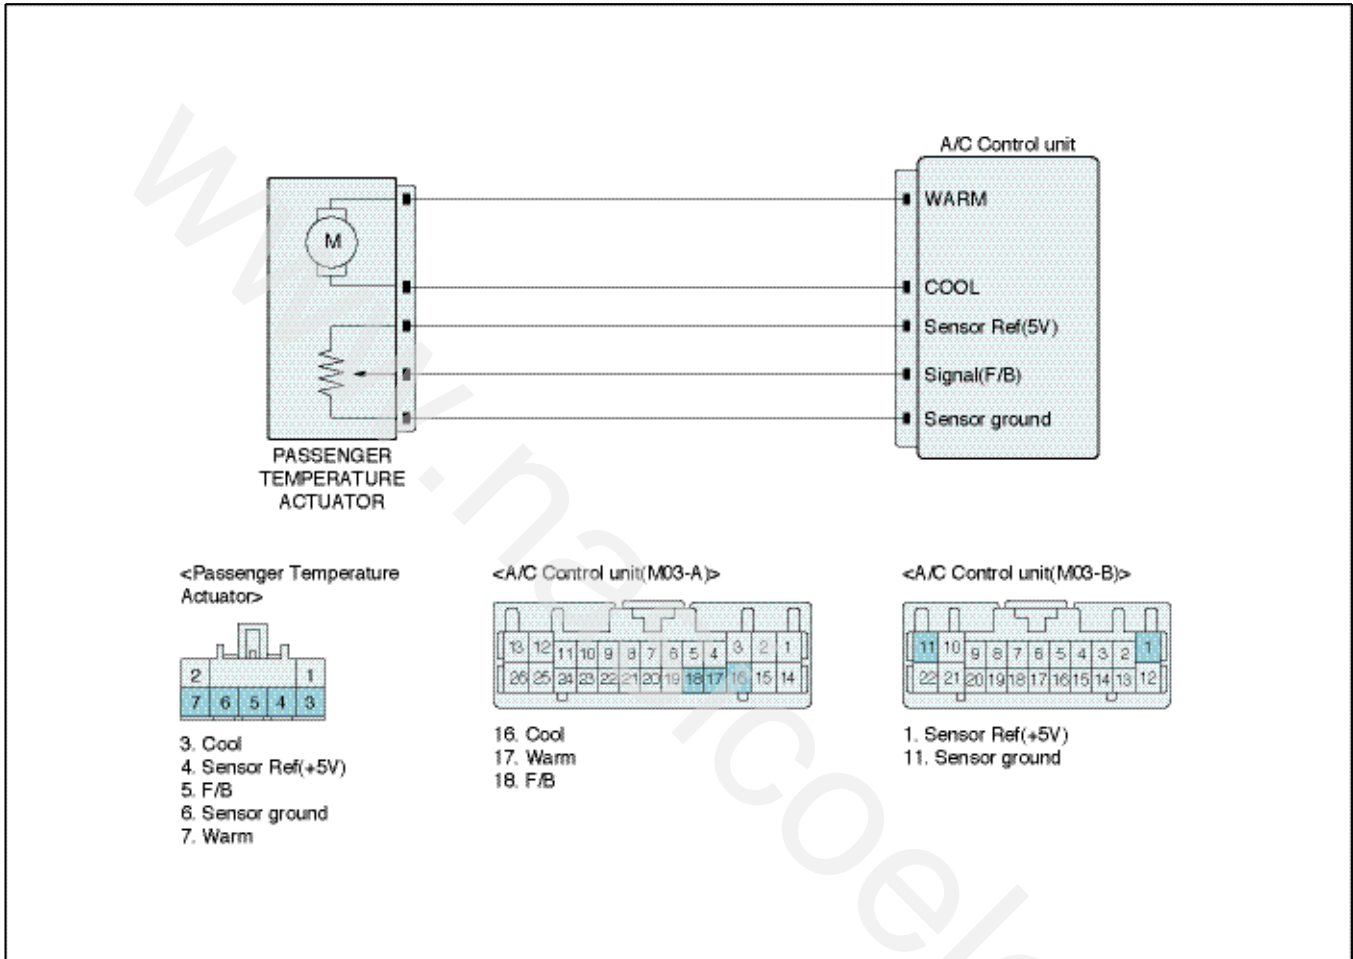 A/C Control unit
WARM
M
COOL
Sensor Ref(5V)
Signal(F/B)
Sensor ground
PASSENGER
TEMPERATURE
ACTUATOR
<Passenger Temperature
Actuator>
2 1
7 6 5 4 3
3. Cool
4. Sensor Ref(+5V)
5. F/B
6. Sensor ground
7. Warm
<A/C Control unit(M03-A)>
13 12 11 10 9 8 7 6 5 4 3 2 1
26 25 24 23 22 21 20 19 18 17 16 15 14
16. Cool
17. Warm
18. F/B
<A/C Control unit(M03-B)>
11 10 9 8 7 6 5 4 3 2 1
22 21 20 19 18 17 16 15 14 13 12
1. Sensor Ref(+5V)
11. Sensor ground